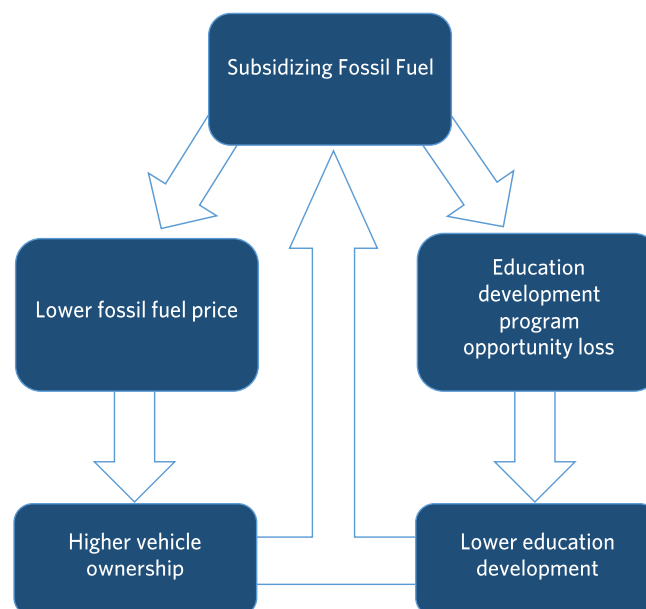 Subsidizing Fossil Fuel
Lower fossil fuel price
Education
development
program
opportunity loss
Higher vehicle
ownership
Lower education
development